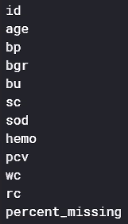 id
age
bp
bgr
bu
sc
sod
hemo
pcv
wc
rc
percent_missing